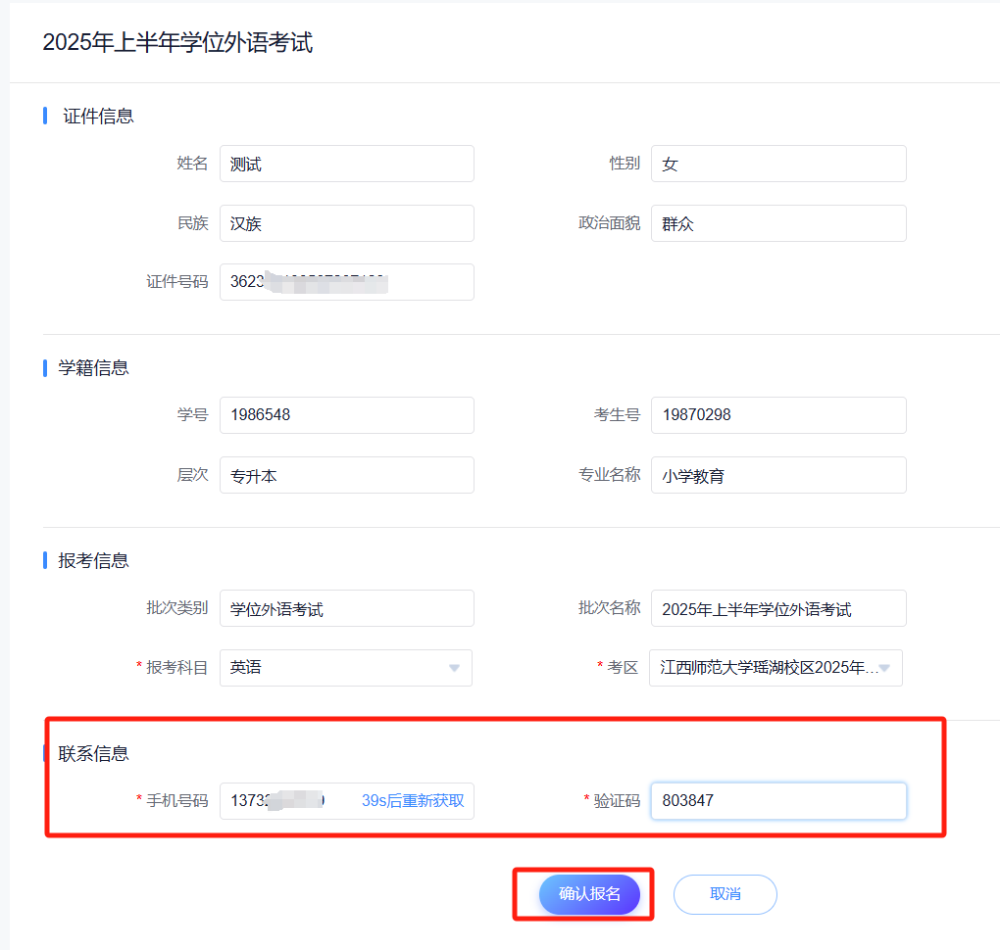 2025年上半年学位外语考试
证件信息
姓名 测试 性别 女
民族 汉族 政治面貌 群众
证件号码 3623
学籍信息
学号 1986548 考生号 19870298
层次 专升本 专业名称 小学教育
报考信息
批次类别 学位外语考试 批次名称 2025年上半年学位外语考试
* 报考科目 英语 * 考区 江西师范大学瑶湖校区2025年...
联系信息
* 手机号码 1373 39s后重新获取 * 验证码 803847
确认报名 取消